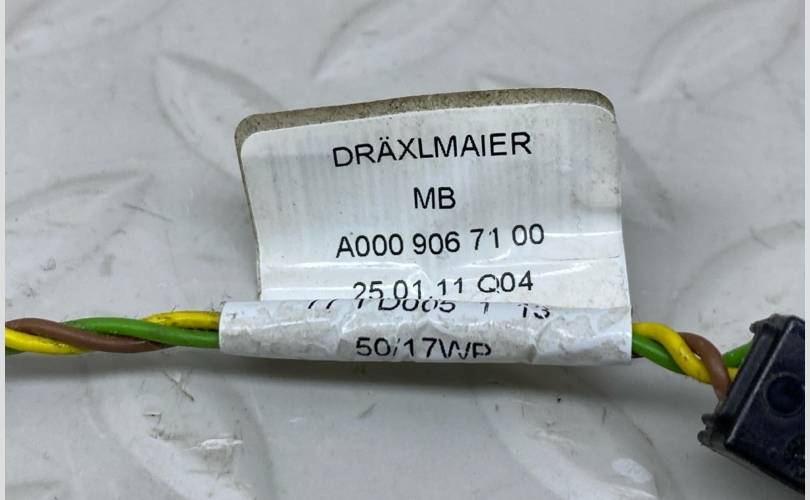 DRÄXLMAIER
MB
A000 906 71 00
25 01 11 Q04
50/17WP